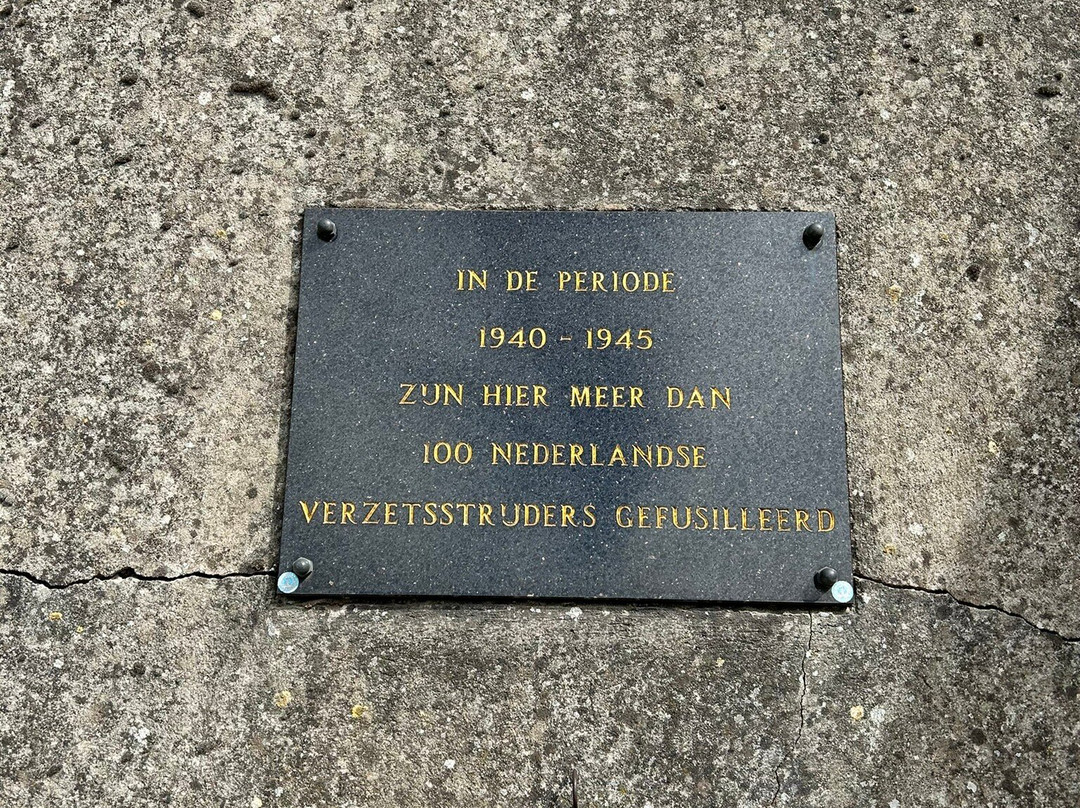 IN DE PERIODE
1940 - 1945
ZIJN HIER MEER DAN
100 NEDERLANDSE
VERZETSSTRIJDERS GEFUSILLEERD